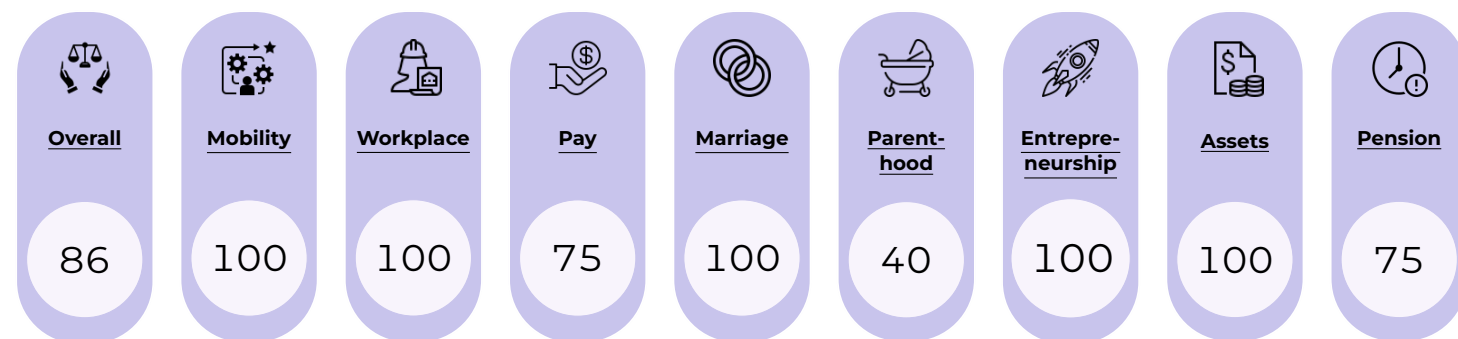 Overall
86
Mobility
100
Workplace
100
Pay
75
Marriage
100
Parent-
hood
40
Entrepre-
neurship
100
Assets
100
Pension
75